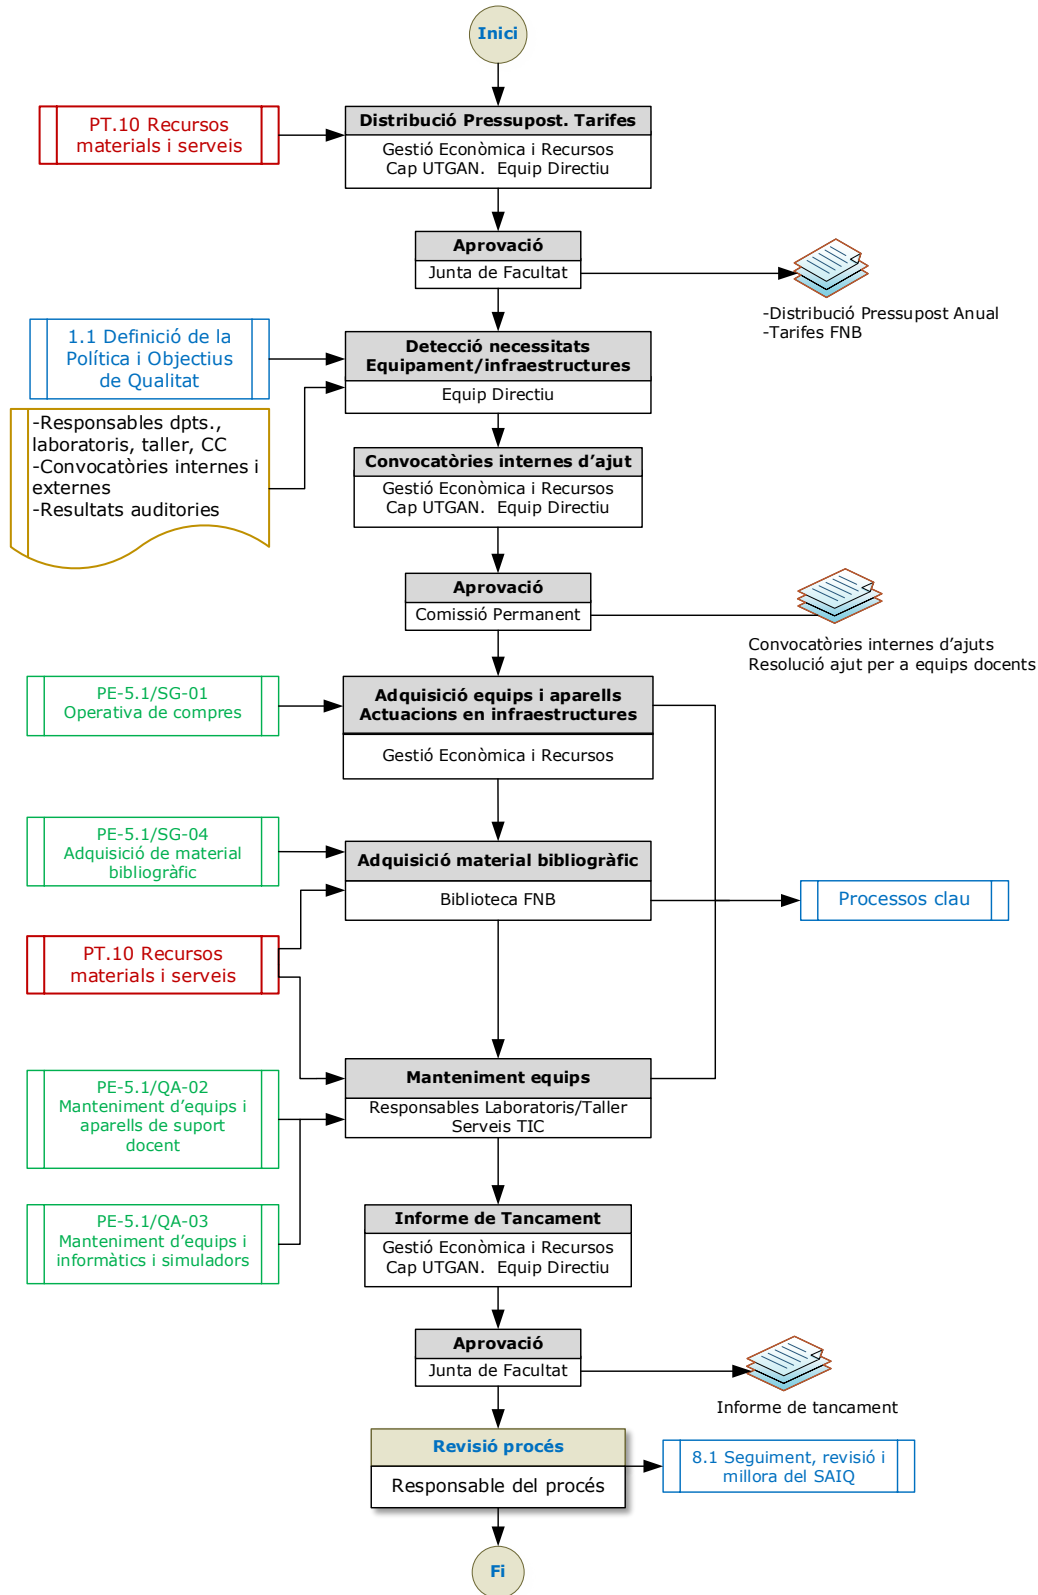 Inici
PT.10 Recursos
materials i serveis
Distribució Pressupost. Tarifes
Gestió Econòmica i Recursos
Cap UTGAN.  Equip Directiu
Aprovació
Junta de Facultat
-Distribució Pressupost Anual
-Tarifes FNB
1.1 Definició de la
Política i Objectius
de Qualitat
Detecció necessitats
Equipament/infraestructures
Equip Directiu
-Responsables dpts.,
laboratoris, taller, CC
-Convocatòries internes i
externes
-Resultats auditories
Convocatòries internes d’ajut
Gestió Econòmica i Recursos
Cap UTGAN.  Equip Directiu
Aprovació
Comissió Permanent
Convocatòries internes d’ajuts
Resolució ajut per a equips docents
PE-5.1/SG-01
Operativa de compres
Adquisició equips i aparells
Actuacions en infraestructures
Gestió Econòmica i Recursos
PE-5.1/SG-04
Adquisició de material
bibliogràfic
Adquisició material bibliogràfic
Biblioteca FNB
Processos clau
PT.10 Recursos
materials i serveis
Manteniment equips
Responsables Laboratoris/Taller
Serveis TIC
PE-5.1/QA-02
Manteniment d’equips i
aparells de suport
docent
PE-5.1/QA-03
Manteniment d’equips i
informàtics i simuladors
Informe de Tancament
Gestió Econòmica i Recursos
Cap UTGAN.  Equip Directiu
Aprovació
Junta de Facultat
Informe de tancament
Revisió procés
Responsable del procés
8.1 Seguiment, revisió i
millora del SAIQ
Fi